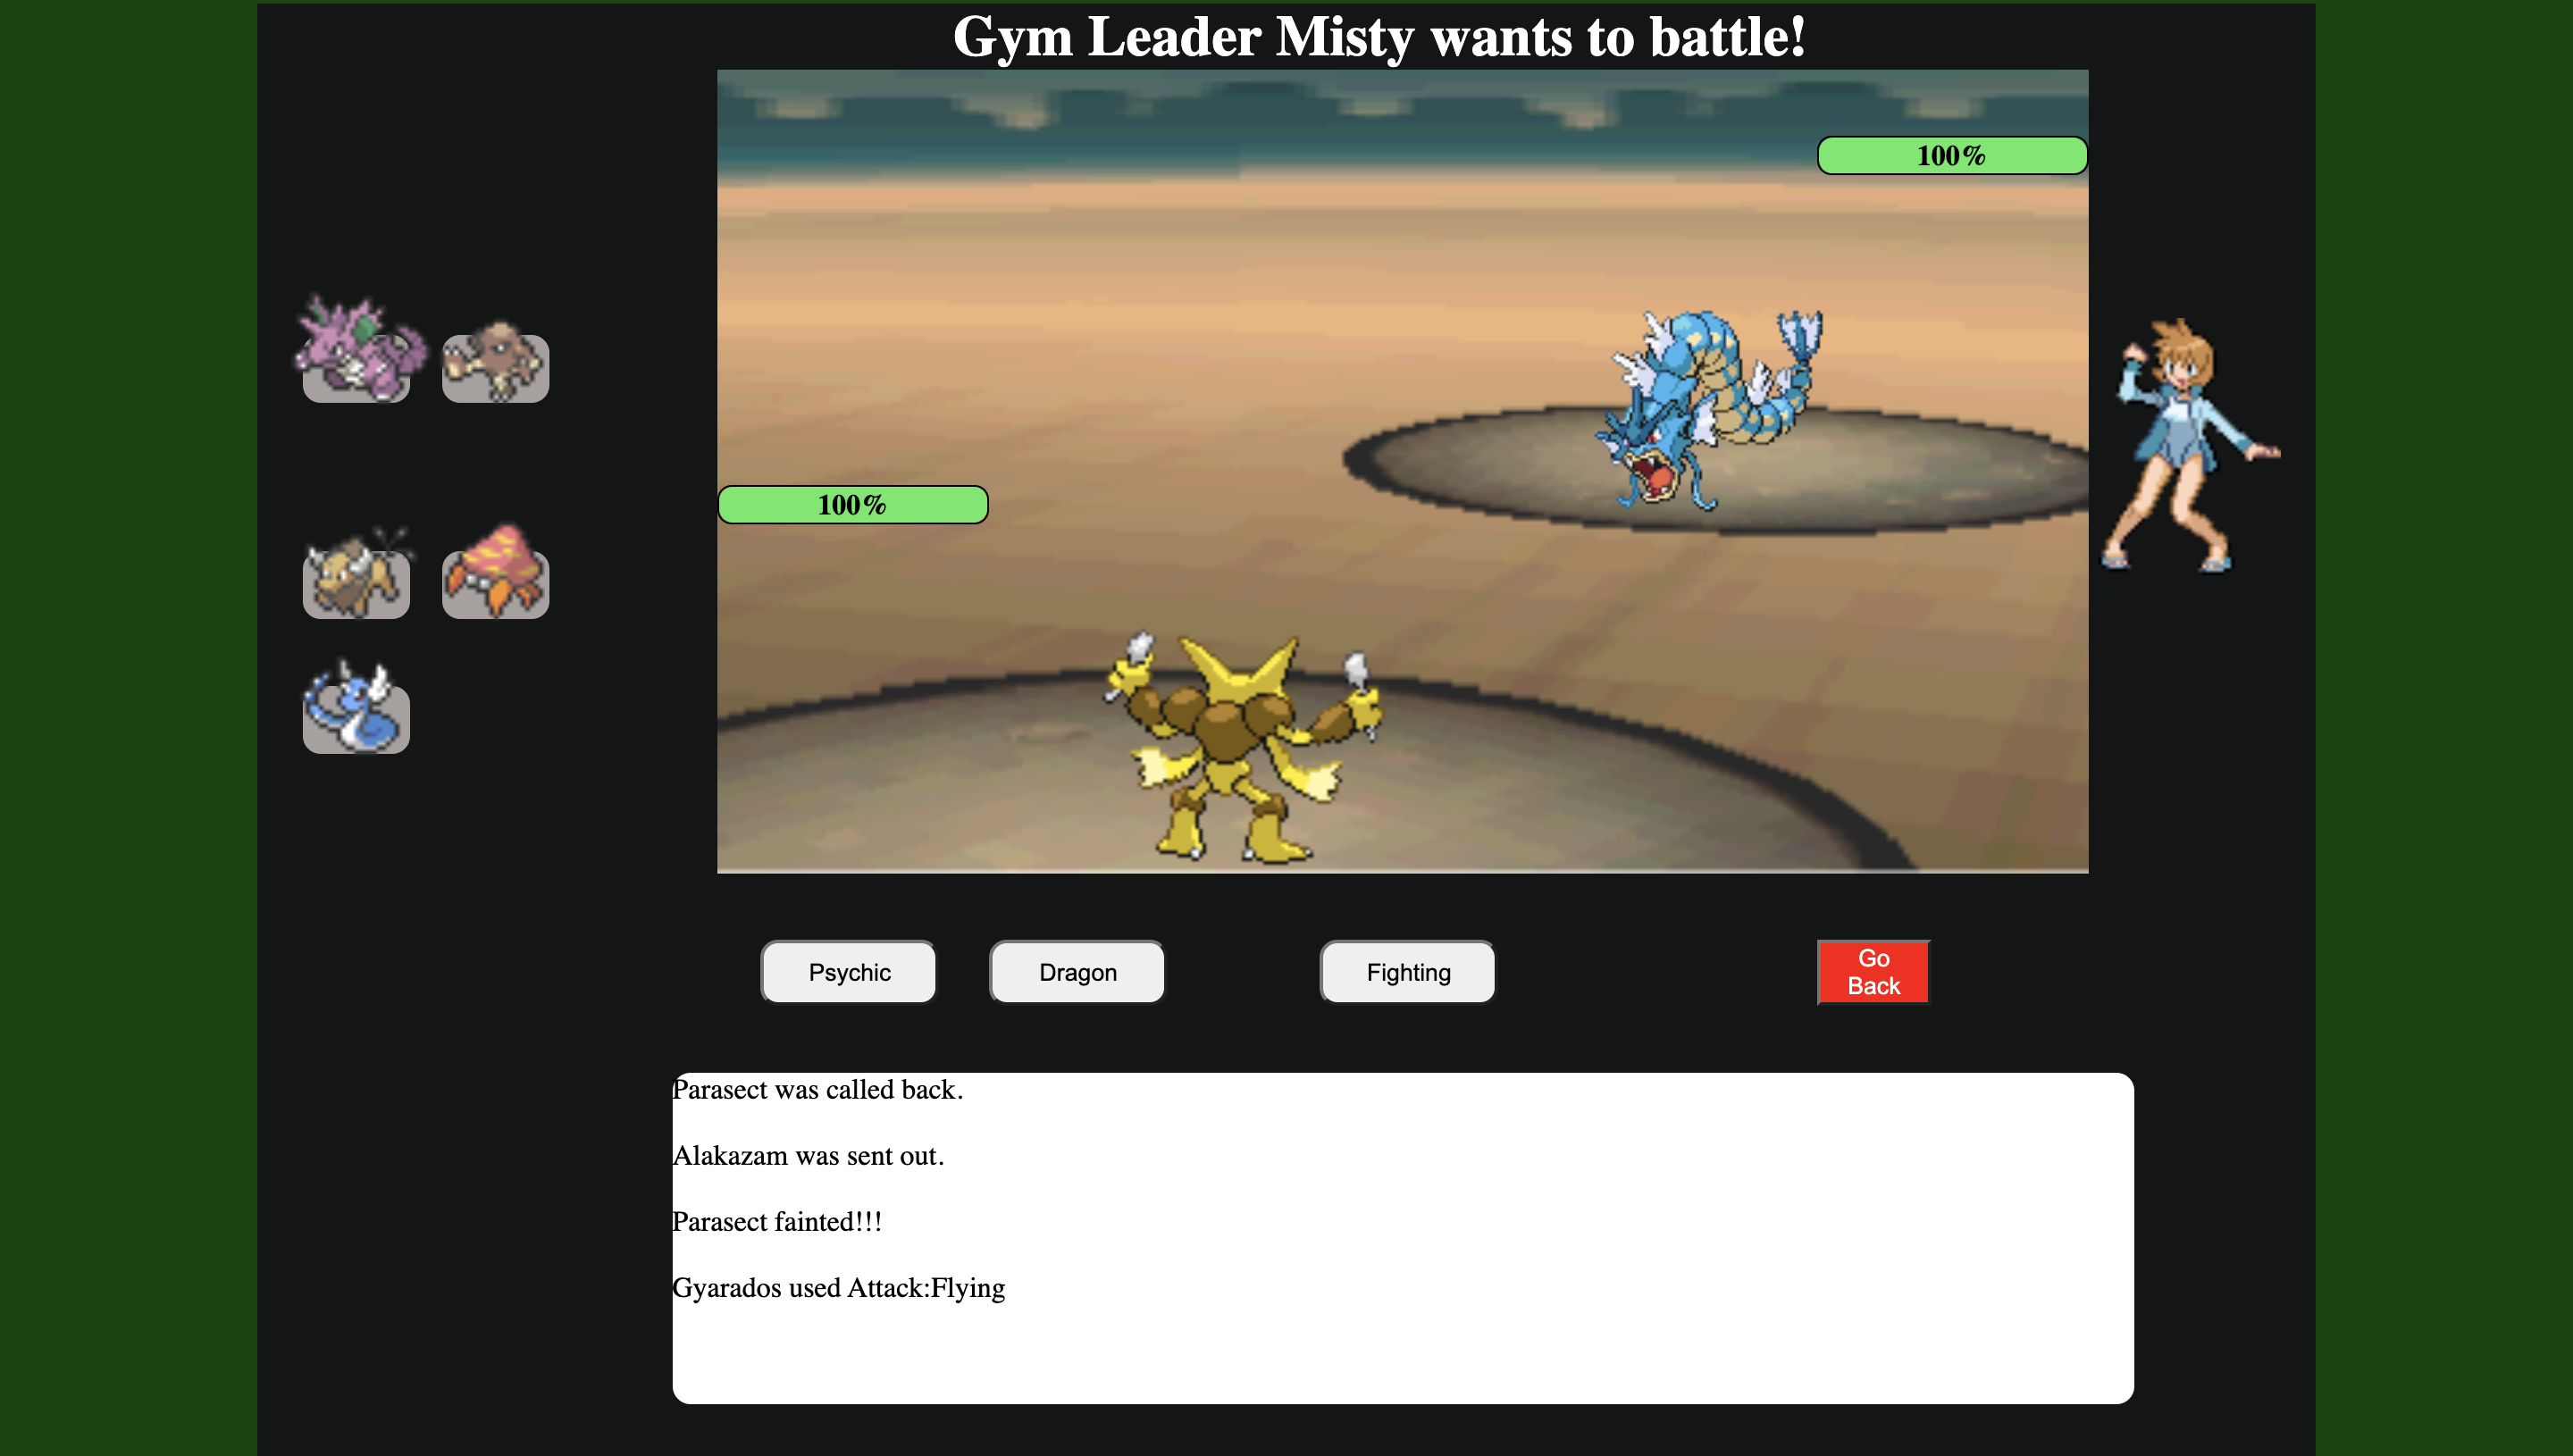 Gym Leader Misty wants to battle!
100%
100%
Psychic
Dragon
Fighting
Go
Back
Parasect was called back.
Alakazam was sent out.
Parasect fainted!!!
Gyarados used Attack:Flying